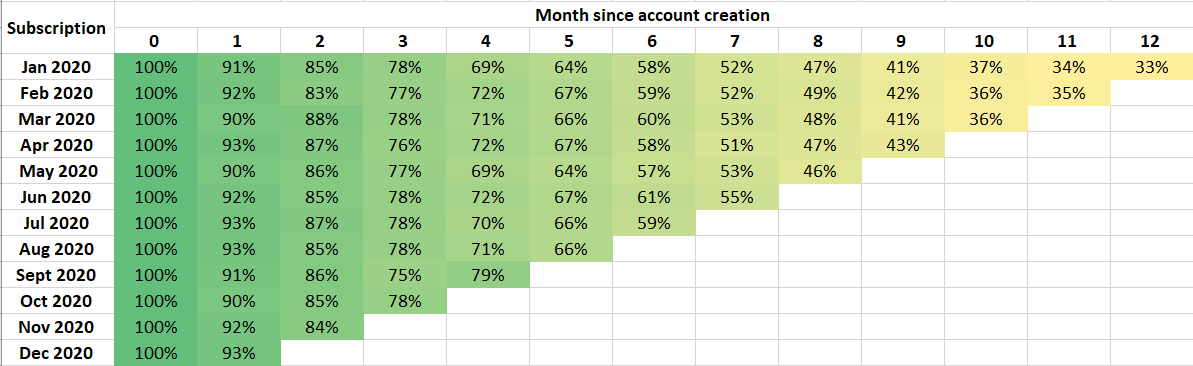 Subscription Month since account creation
0 1 2 3 4 5 6 7 8 9 10 11 12
Jan 2020 100% 91% 85% 78% 69% 64% 58% 52% 47% 41% 37% 34% 33%
Feb 2020 100% 92% 83% 77% 72% 67% 59% 52% 49% 42% 36% 35%
Mar 2020 100% 90% 88% 78% 71% 66% 60% 53% 48% 41% 36%
Apr 2020 100% 93% 87% 76% 72% 67% 58% 51% 47% 43%
May 2020 100% 90% 86% 77% 69% 64% 57% 53% 46%
Jun 2020 100% 92% 85% 78% 72% 67% 61% 55%
Jul 2020 100% 93% 87% 78% 70% 66% 59%
Aug 2020 100% 93% 85% 78% 71% 66%
Sept 2020 100% 91% 86% 75% 79%
Oct 2020 100% 90% 85% 78%
Nov 2020 100% 92% 84%
Dec 2020 100% 93%